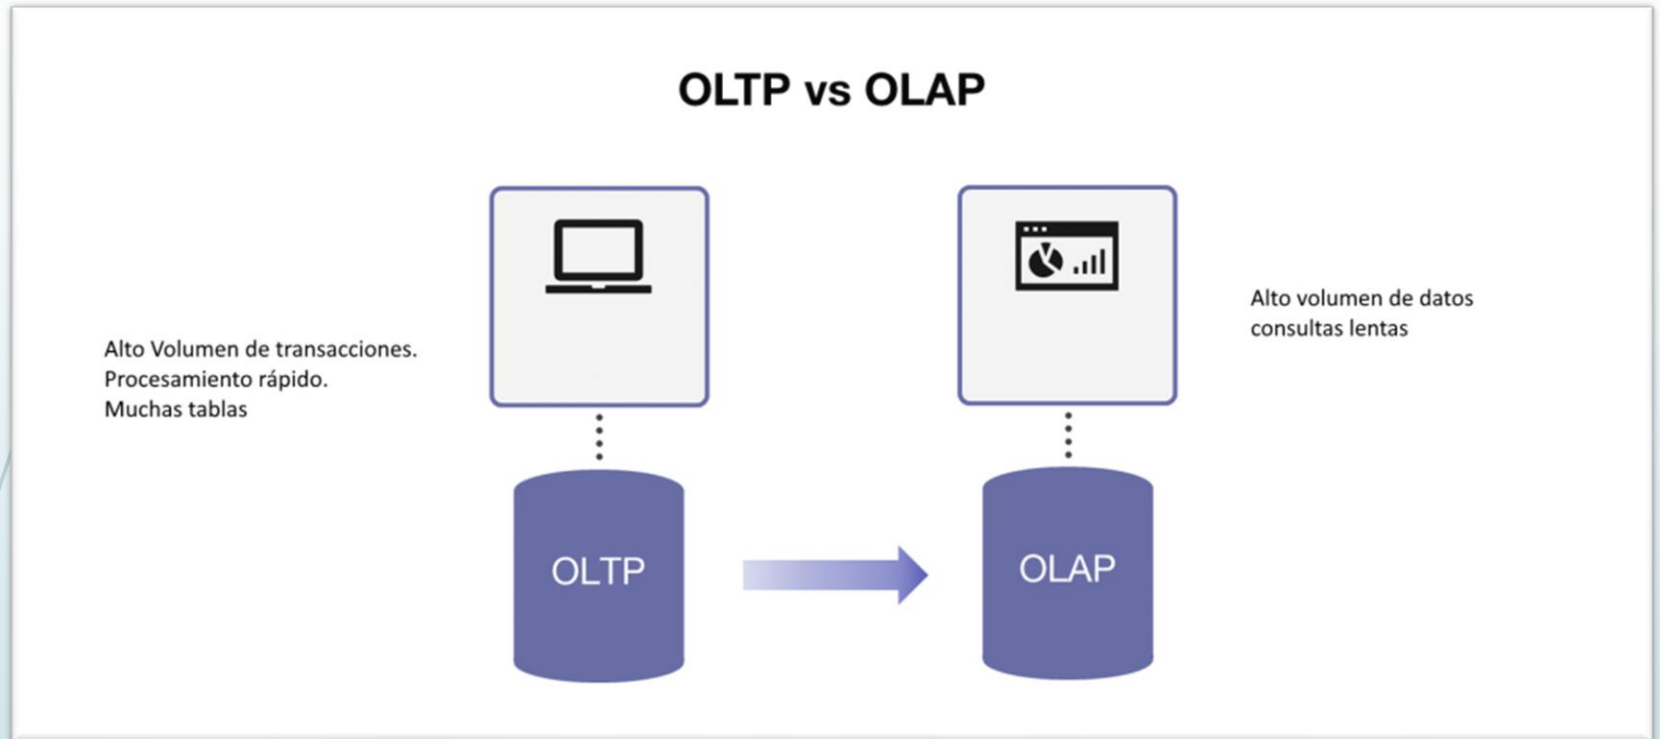 OLTP vs OLAP
Alto Volumen de transacciones.
Procesamiento rápido.
Muchas tablas
Alto volumen de datos
consultas lentas
OLTP
OLAP